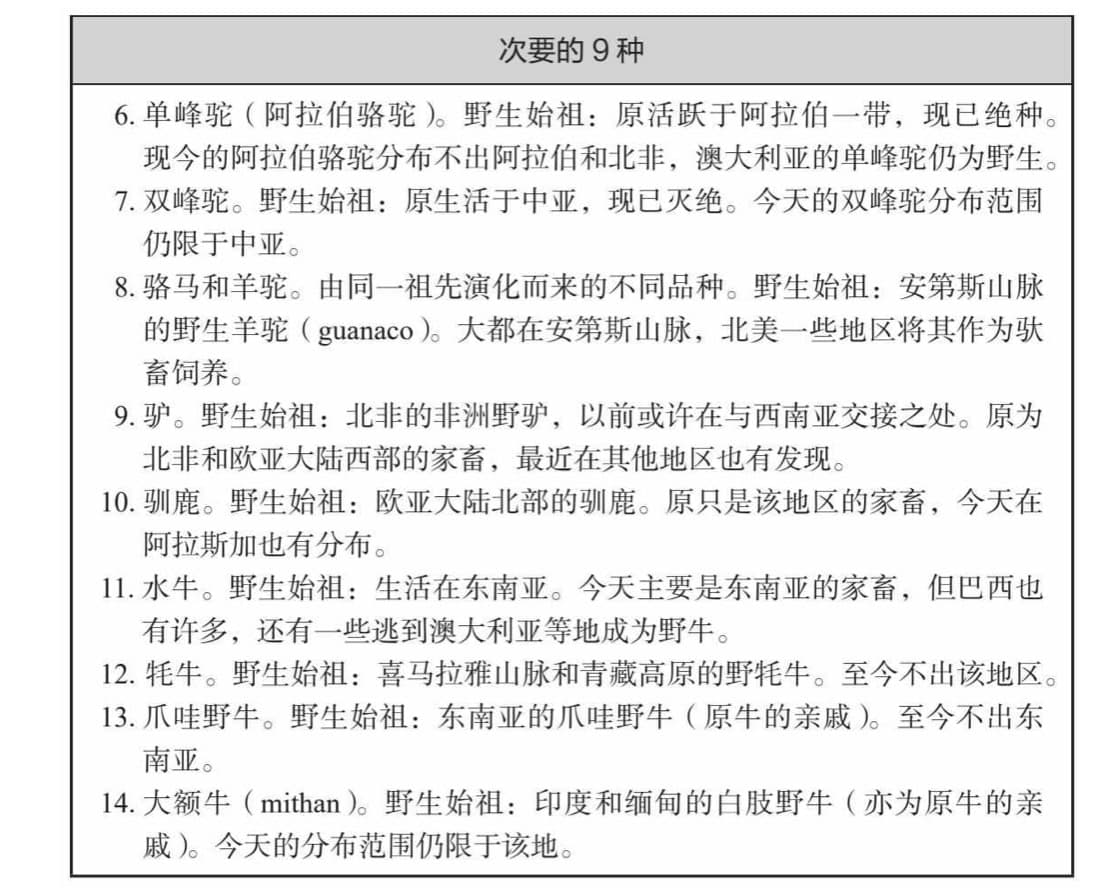 次要的 9 种
6. 单峰驼（阿拉伯骆驼）。野生始祖：原活跃于阿拉伯一带，现已绝种。
现今的阿拉伯骆驼分布不出阿拉伯和北非，澳大利亚的单峰驼仍为野生。
7. 双峰驼。野生始祖：原生活于中亚，现已灭绝。今天的双峰驼分布范围
仍限于中亚。
8. 骆马和羊驼。由同一祖先演化而来的不同品种。野生始祖：安第斯山脉
的野生羊驼（guanaco）。大都在安第斯山脉，北美一些地区将其作为驮
畜饲养。
9. 驴。野生始祖：北非的非洲野驴，以前或许在与西南亚交接之处。原为
北非和欧亚大陆西部的家畜，最近在其他地区也有发现。
10. 驯鹿。野生始祖：欧亚大陆北部的驯鹿。原只是该地区的家畜，今天在
阿拉斯加也有分布。
11. 水牛。野生始祖：生活在东南亚。今天主要是东南亚的家畜，但巴西也
有许多，还有一些逃到澳大利亚等地成为野牛。
12. 牦牛。野生始祖：喜马拉雅山脉和青藏高原的野牦牛。至今不出该地区。
13. 爪哇野牛。野生始祖：东南亚的爪哇野牛（原牛的亲戚）。至今不出东
南亚。
14. 大额牛（mithan）。野生始祖：印度和缅甸的白肢野牛（亦为原牛的亲
戚）。今天的分布范围仍限于该地。